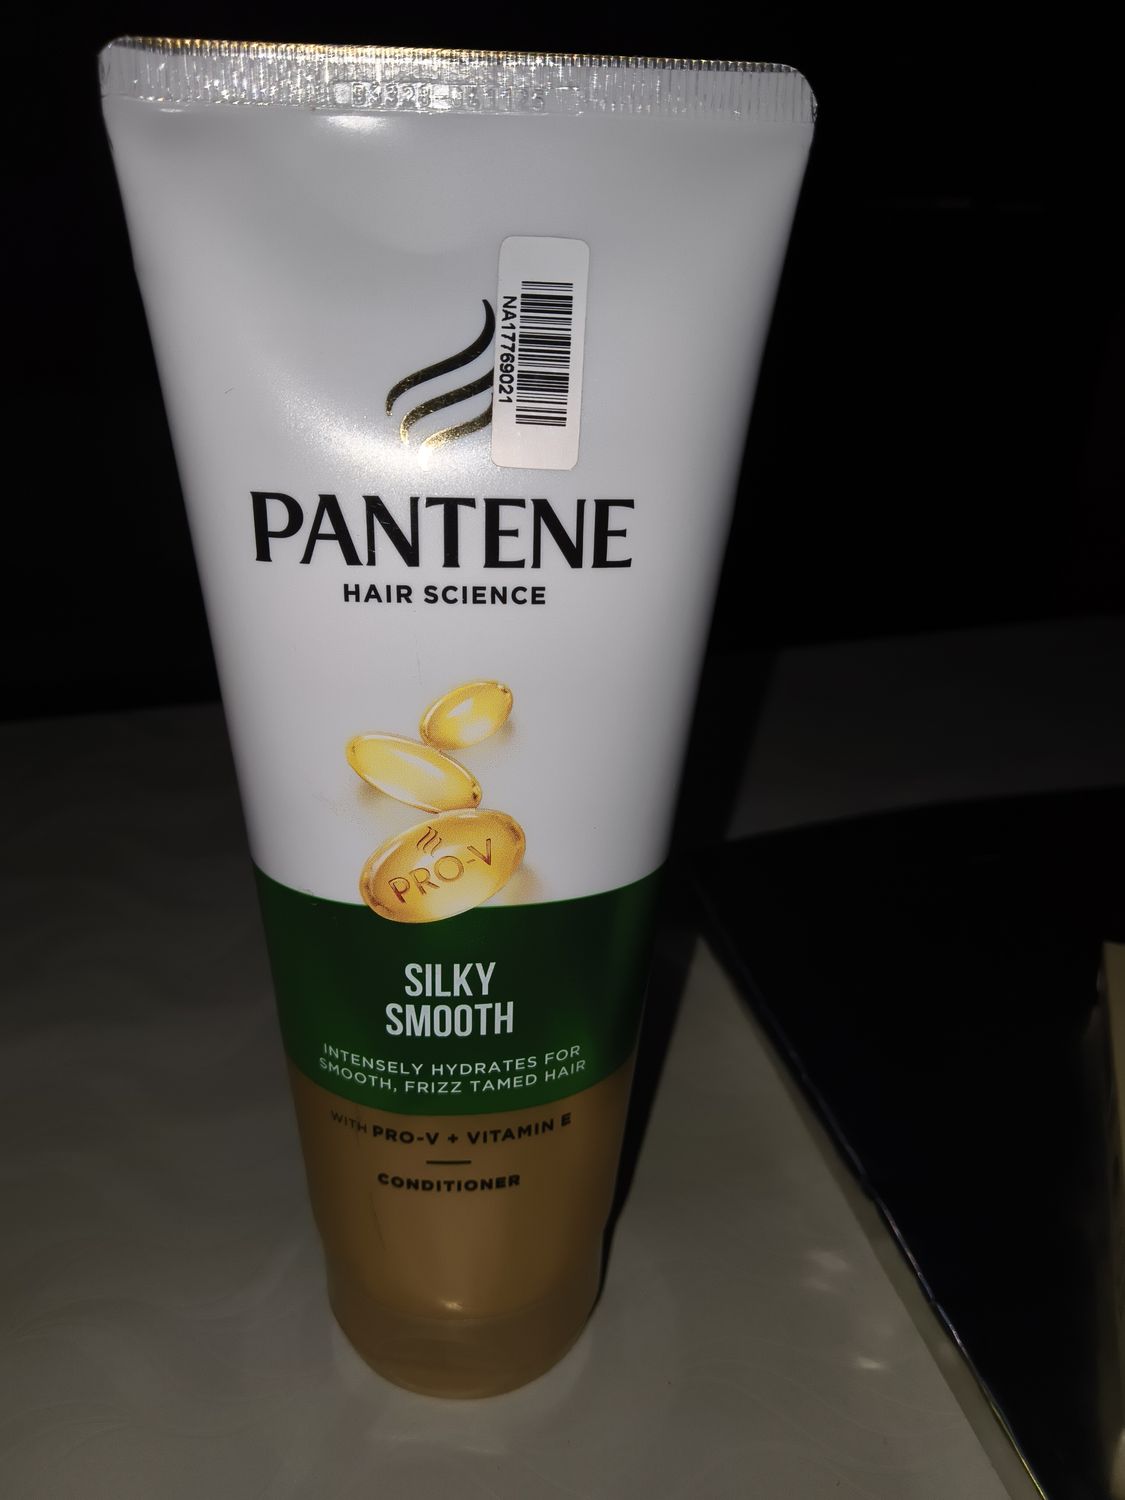 NA17769021
PANTENE
HAIR SCIENCE
PRO-V
SILKY
SMOOTH
INTENSELY HYDRATES FOR
SMOOTH, FRIZZ TAMED HAIR
WITH PRO-V + VITAMIN E
CONDITIONER